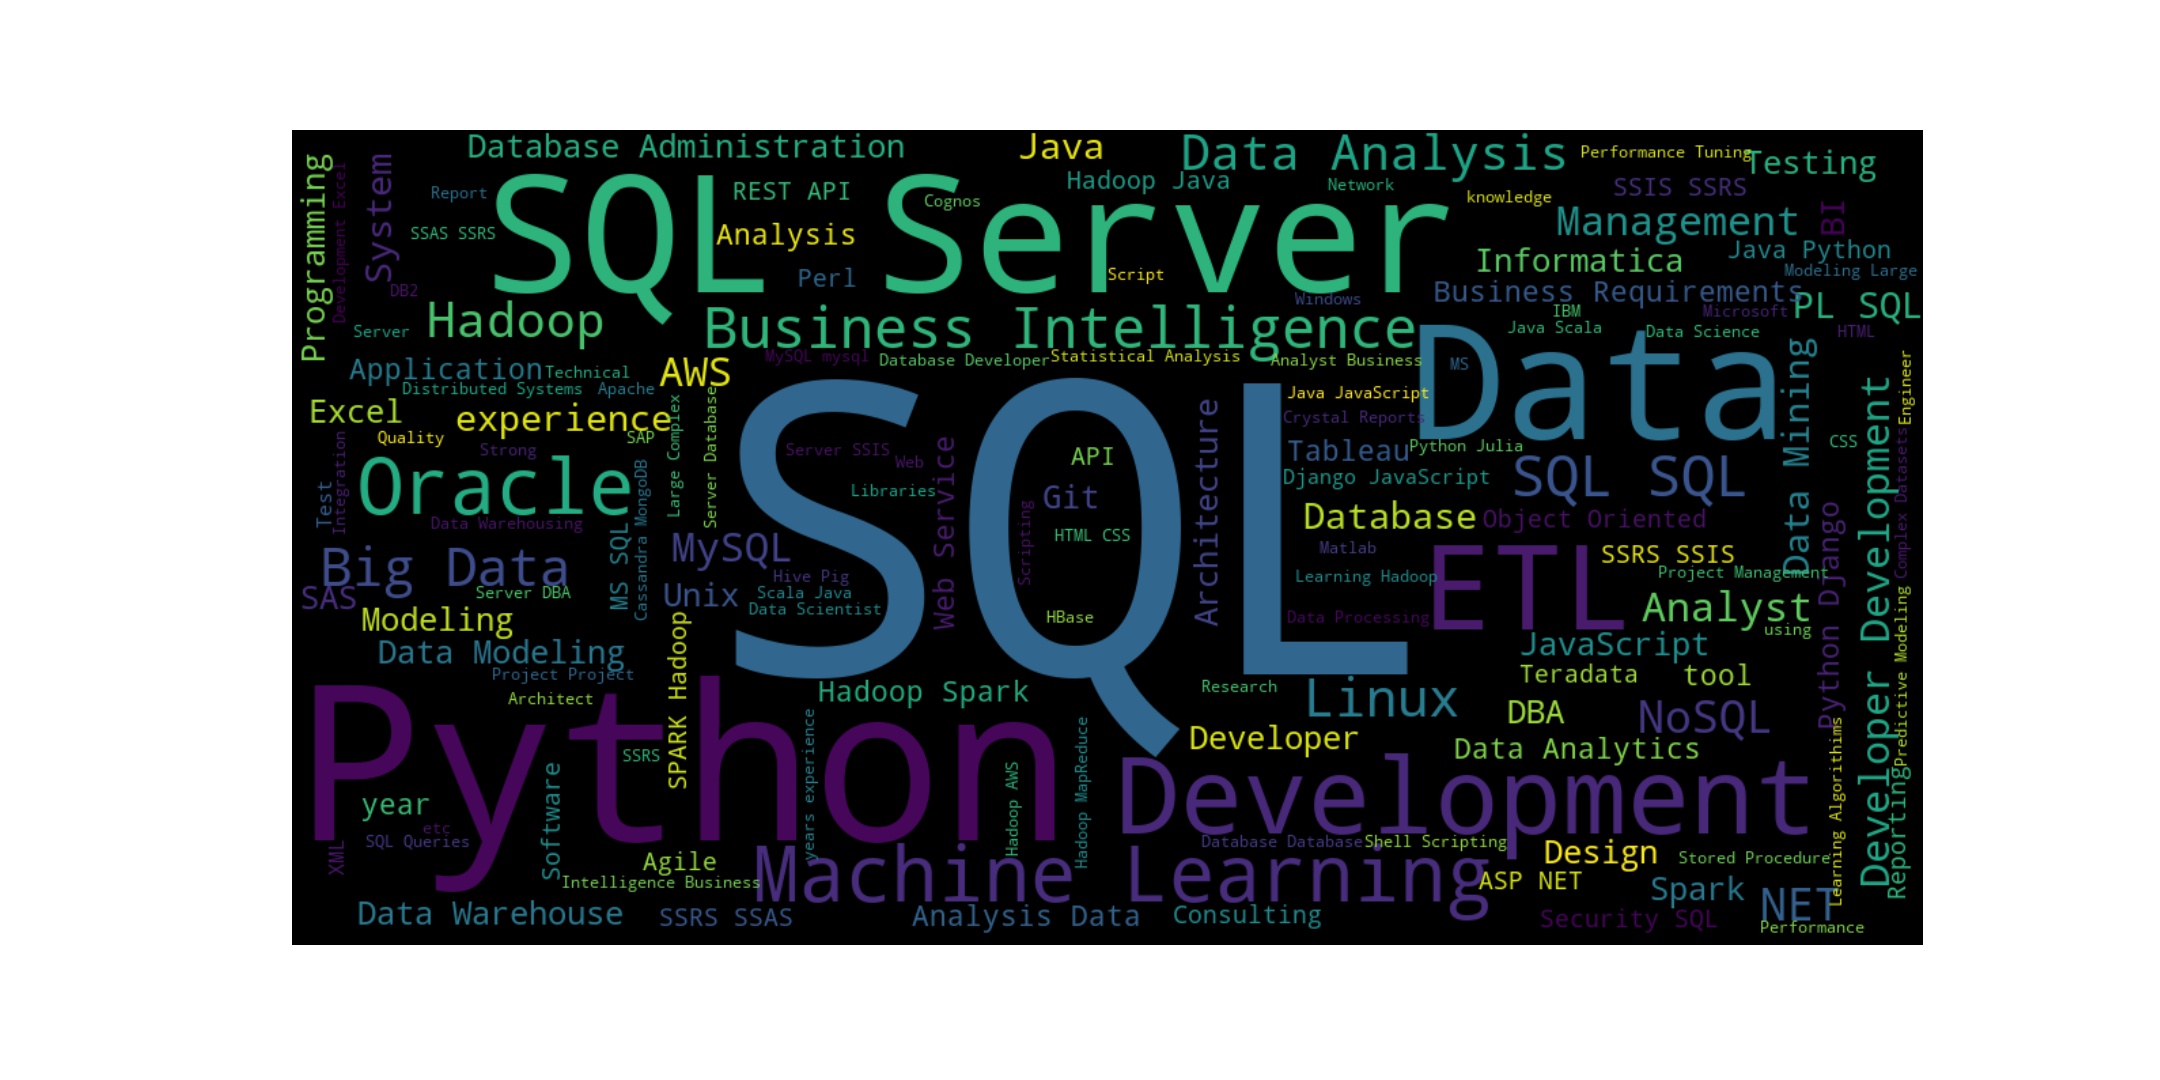 Database Administration
Java
Data Analysis
Performance Tuning
Testing
Programming
Development Excel
System
Report
SQL Server
REST API
Cognos
Hadoop Java
Network
knowledge
SSIS SSRS
Management
BI
SSAS SSRS
Analysis
Informatica
Java Python
Modeling Large
DB2
Perl
Script
Windows
Business Requirements
IBM
Microsoft
PL SQL
Server
Hadoop
Business Intelligence
Java Scala
Data Science
HTML
Application
Technical
AWS
MySQL mysql
Database Developer
Statistical Analysis
Analyst Business
MS
Data
Data Mining
Engineer
Distributed Systems
Apache
Java JavaScript
Excel
experience
Crystal Reports
Quality
Strong
SAP
Large Complex
Server Database
SQL
Server SSIS
Web
Web Service
API
Architecture
Tableau
Python Julia
CSS
Developer Development
Complex Datasets
Test
Integration
Oracle
Cassandra MongoDB
Libraries
Git
Scripting
Django JavaScript
SQL SQL
Data Warehousing
MS SQL
HTML CSS
Database
Object Oriented
Python Django
Big Data
MySQL
Matlab
ETL
SSRS SSIS
SAS
Server DBA
Unix
Hive Pig
Scala Java
Data Scientist
Learning Hadoop
Project Management
Modeling
HBase
Data Processing
Analyst
using
Predictive Modeling
Data Modeling
SPARK Hadoop
JavaScript
Project Project
Architect
Hadoop Spark
Research
Linux
Teradata
tool
Python
SSRS
years experience
Hadoop MapReduce
Developer
DBA
NoSQL
Data Analytics
Learning Algorithims
Reporting
year
Software
Hadoop AWS
Development
etc
SQL Queries
XML
Agile
Machine Learning
Database Database
Shell Scripting
Design
Stored Procedure
Intelligence Business
ASP NET
Spark
NET
Data Warehouse
SSRS SSAS
Analysis Data
Consulting
Security SQL
Performance